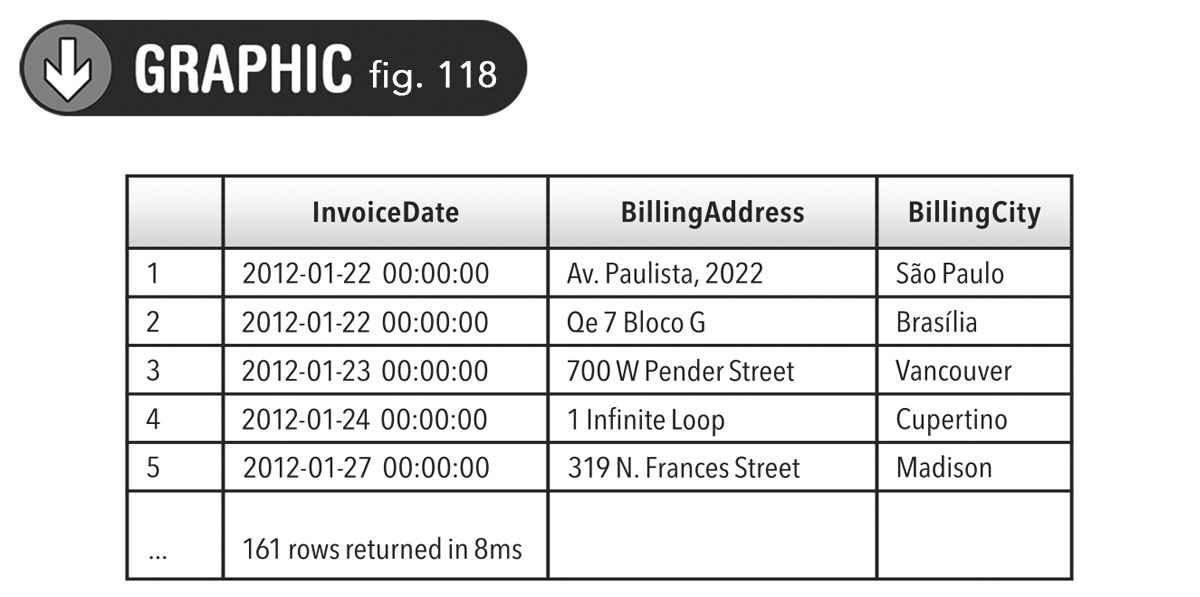 GRAPHIC fig. 118
InvoiceDate BillingAddress BillingCity
1 2012-01-22 00:00:00 Av. Paulista, 2022 São Paulo
2 2012-01-22 00:00:00 Qe 7 Bloco G Brasília
3 2012-01-23 00:00:00 700 W Pender Street Vancouver
4 2012-01-24 00:00:00 1 Infinite Loop Cupertino
5 2012-01-27 00:00:00 319 N. Frances Street Madison
... 161 rows returned in 8ms